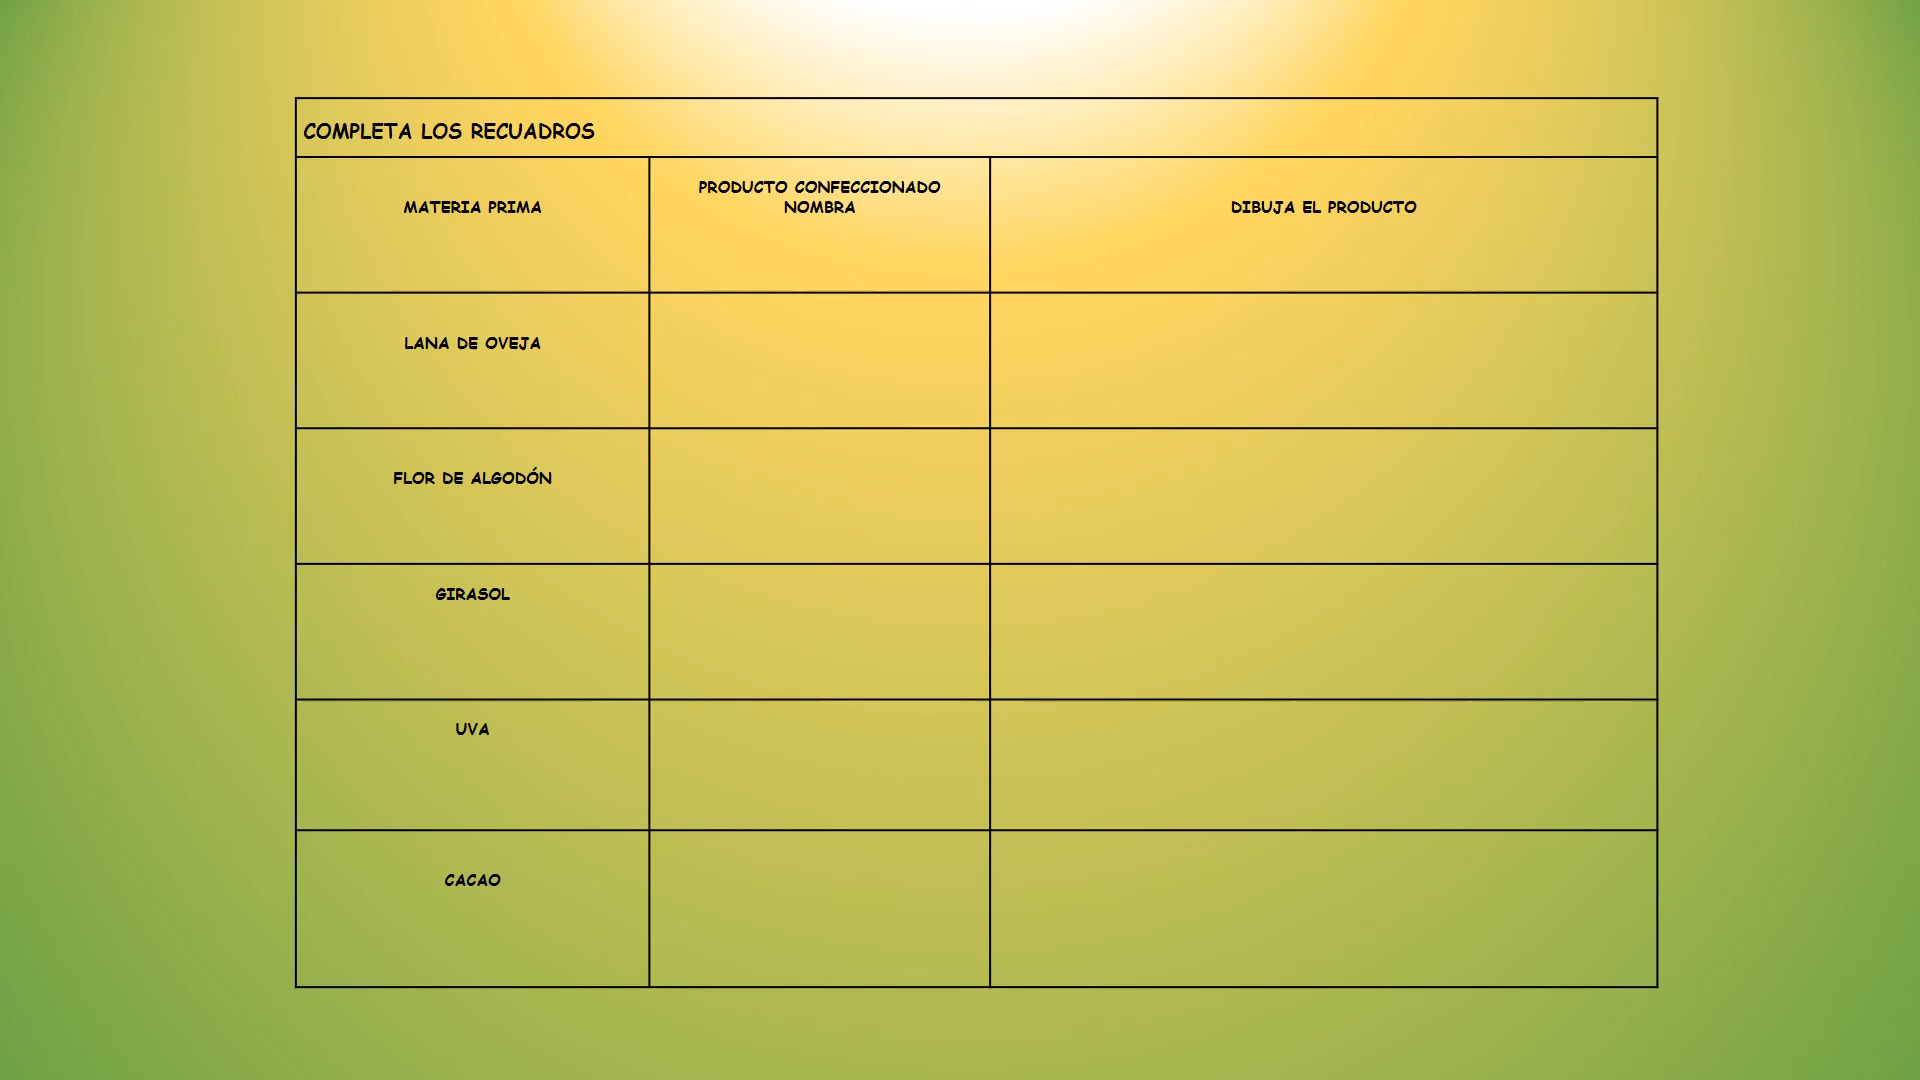 COMPLETA LOS RECUADROS
MATERIA PRIMA
PRODUCTO CONFECCIONADO
NOMBRA
DIBUJA EL PRODUCTO
LANA DE OVEJA
FLOR DE ALGODÓN
GIRASOL
UVA
CACAO